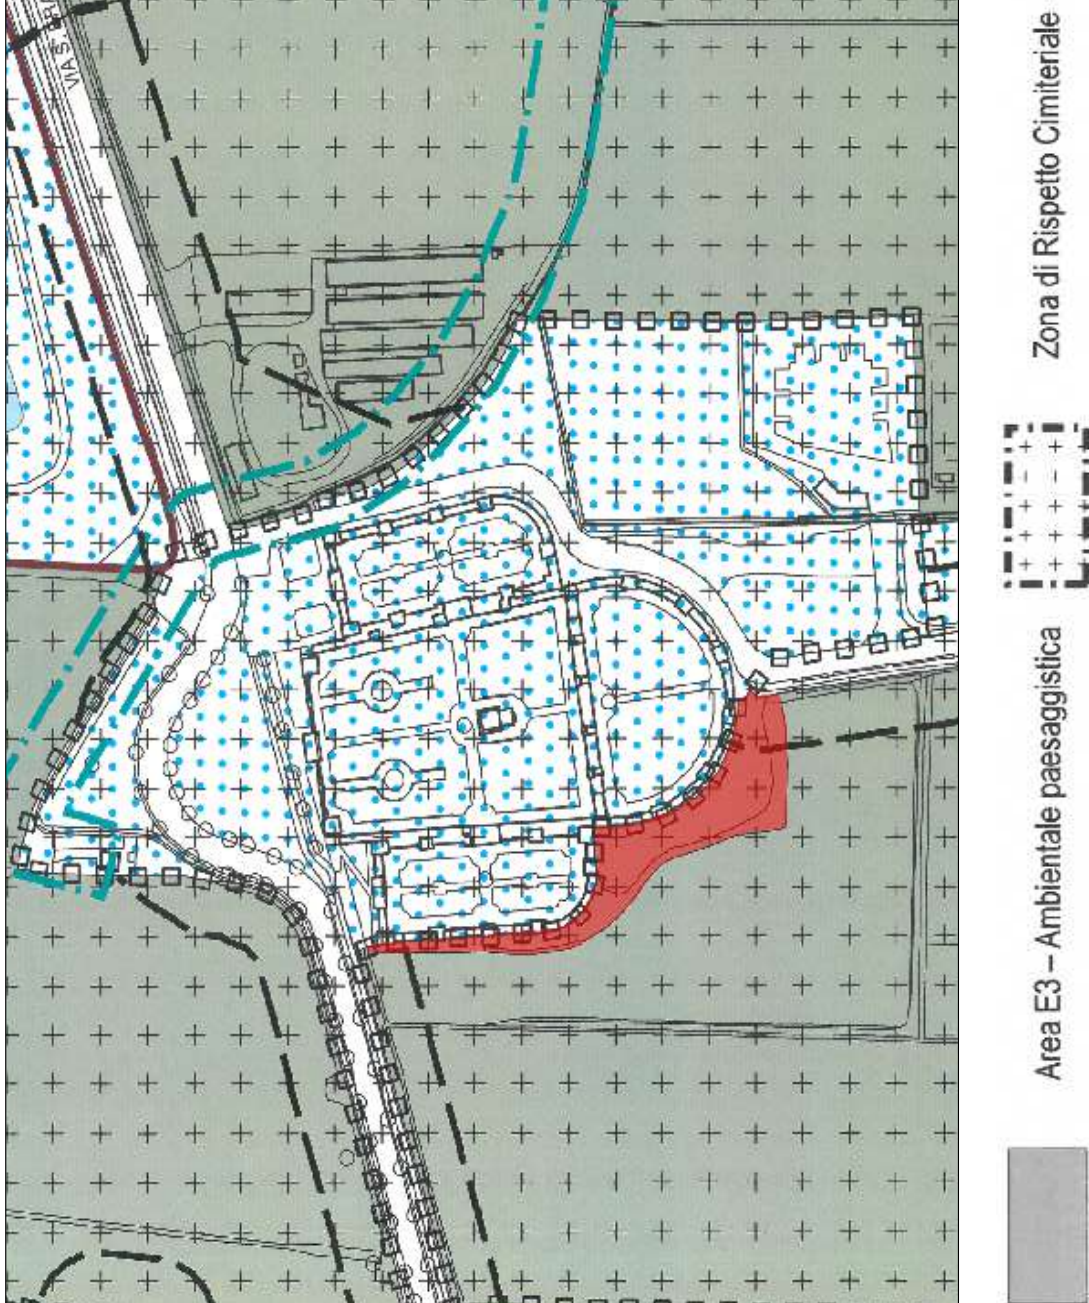 VIA S.
Area E3 – Ambientale paesaggistica
Zona di Rispetto Cimiteriale